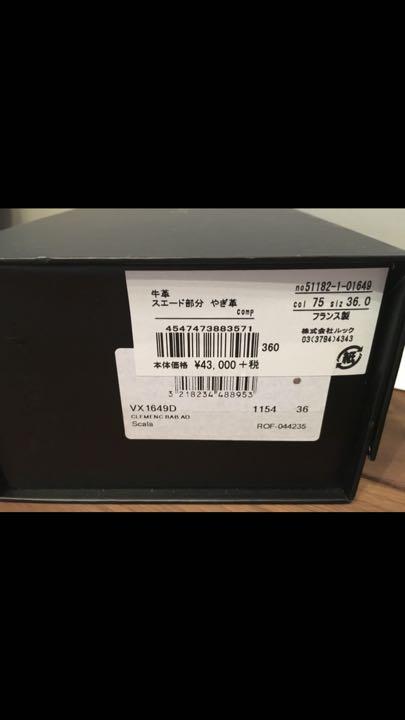 牛革
スエード部分 やぎ革
comp
no51182-1-01649
col 75 siz 36.0
フランス製
4547473883571
360
株式会社ルック
03(3794)4343
本体価格 ¥43,000+税
紙
3 218234 488953
VX1649D 1154 36
CLEMENC BAB AD
Scala ROF-044235